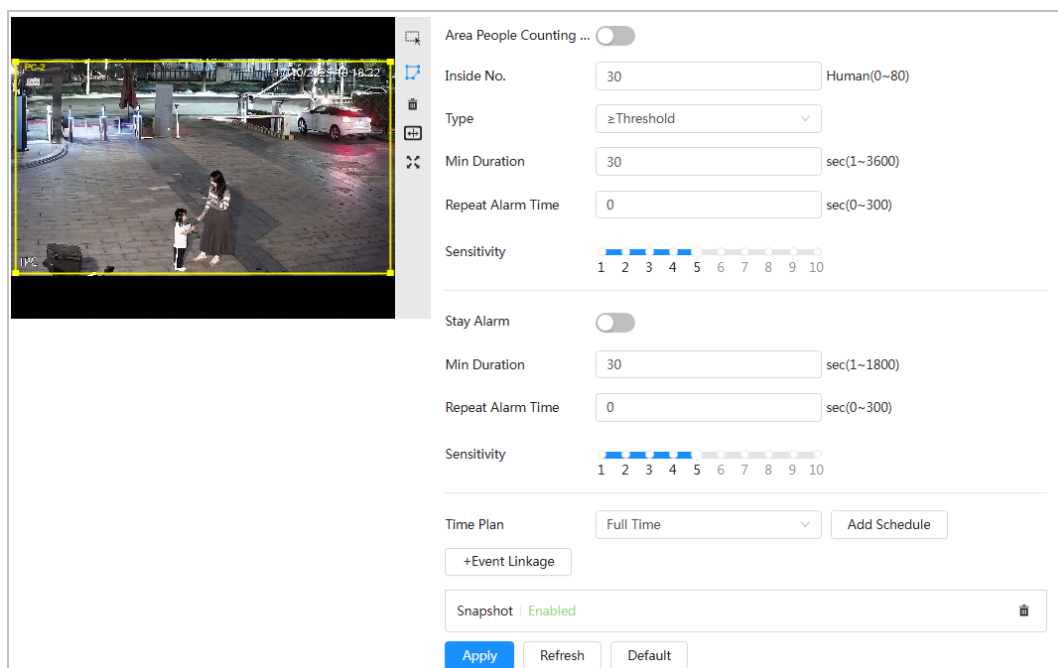 Area People Counting ...
PC-2
Inside No. 30 Human(0~80)
Type ≥Threshold
Min Duration 30 sec(1~3600)
Repeat Alarm Time 0 sec(0~300)
Sensitivity
1 2 3 4 5 6 7 8 9 10
IPC
Stay Alarm
Min Duration 30 sec(1~1800)
Repeat Alarm Time 0 sec(0~300)
Sensitivity
1 2 3 4 5 6 7 8 9 10
Time Plan Full Time Add Schedule
+Event Linkage
Snapshot Enabled
Apply Refresh Default